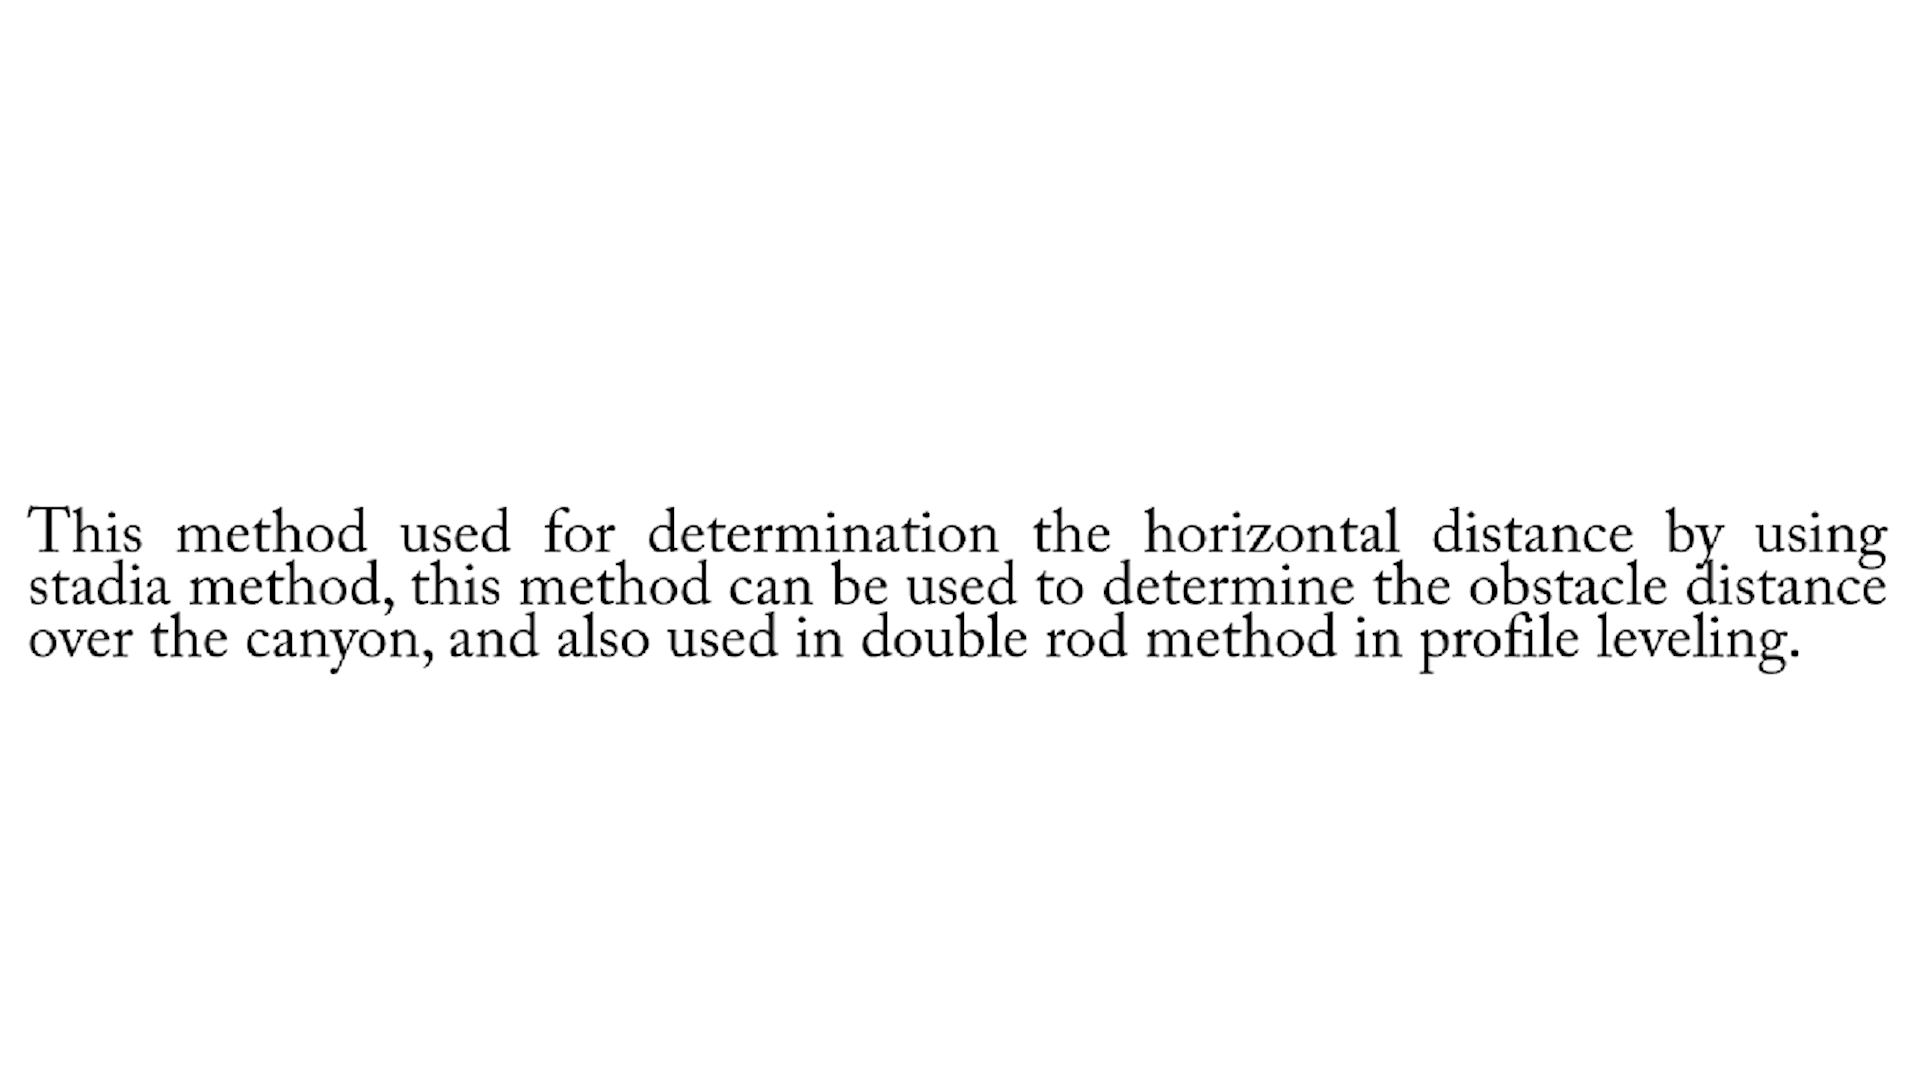 This method used for determination the horizontal distance by using
stadia method, this method can be used to determine the obstacle distance
over the canyon, and also used in double rod method in profile leveling.